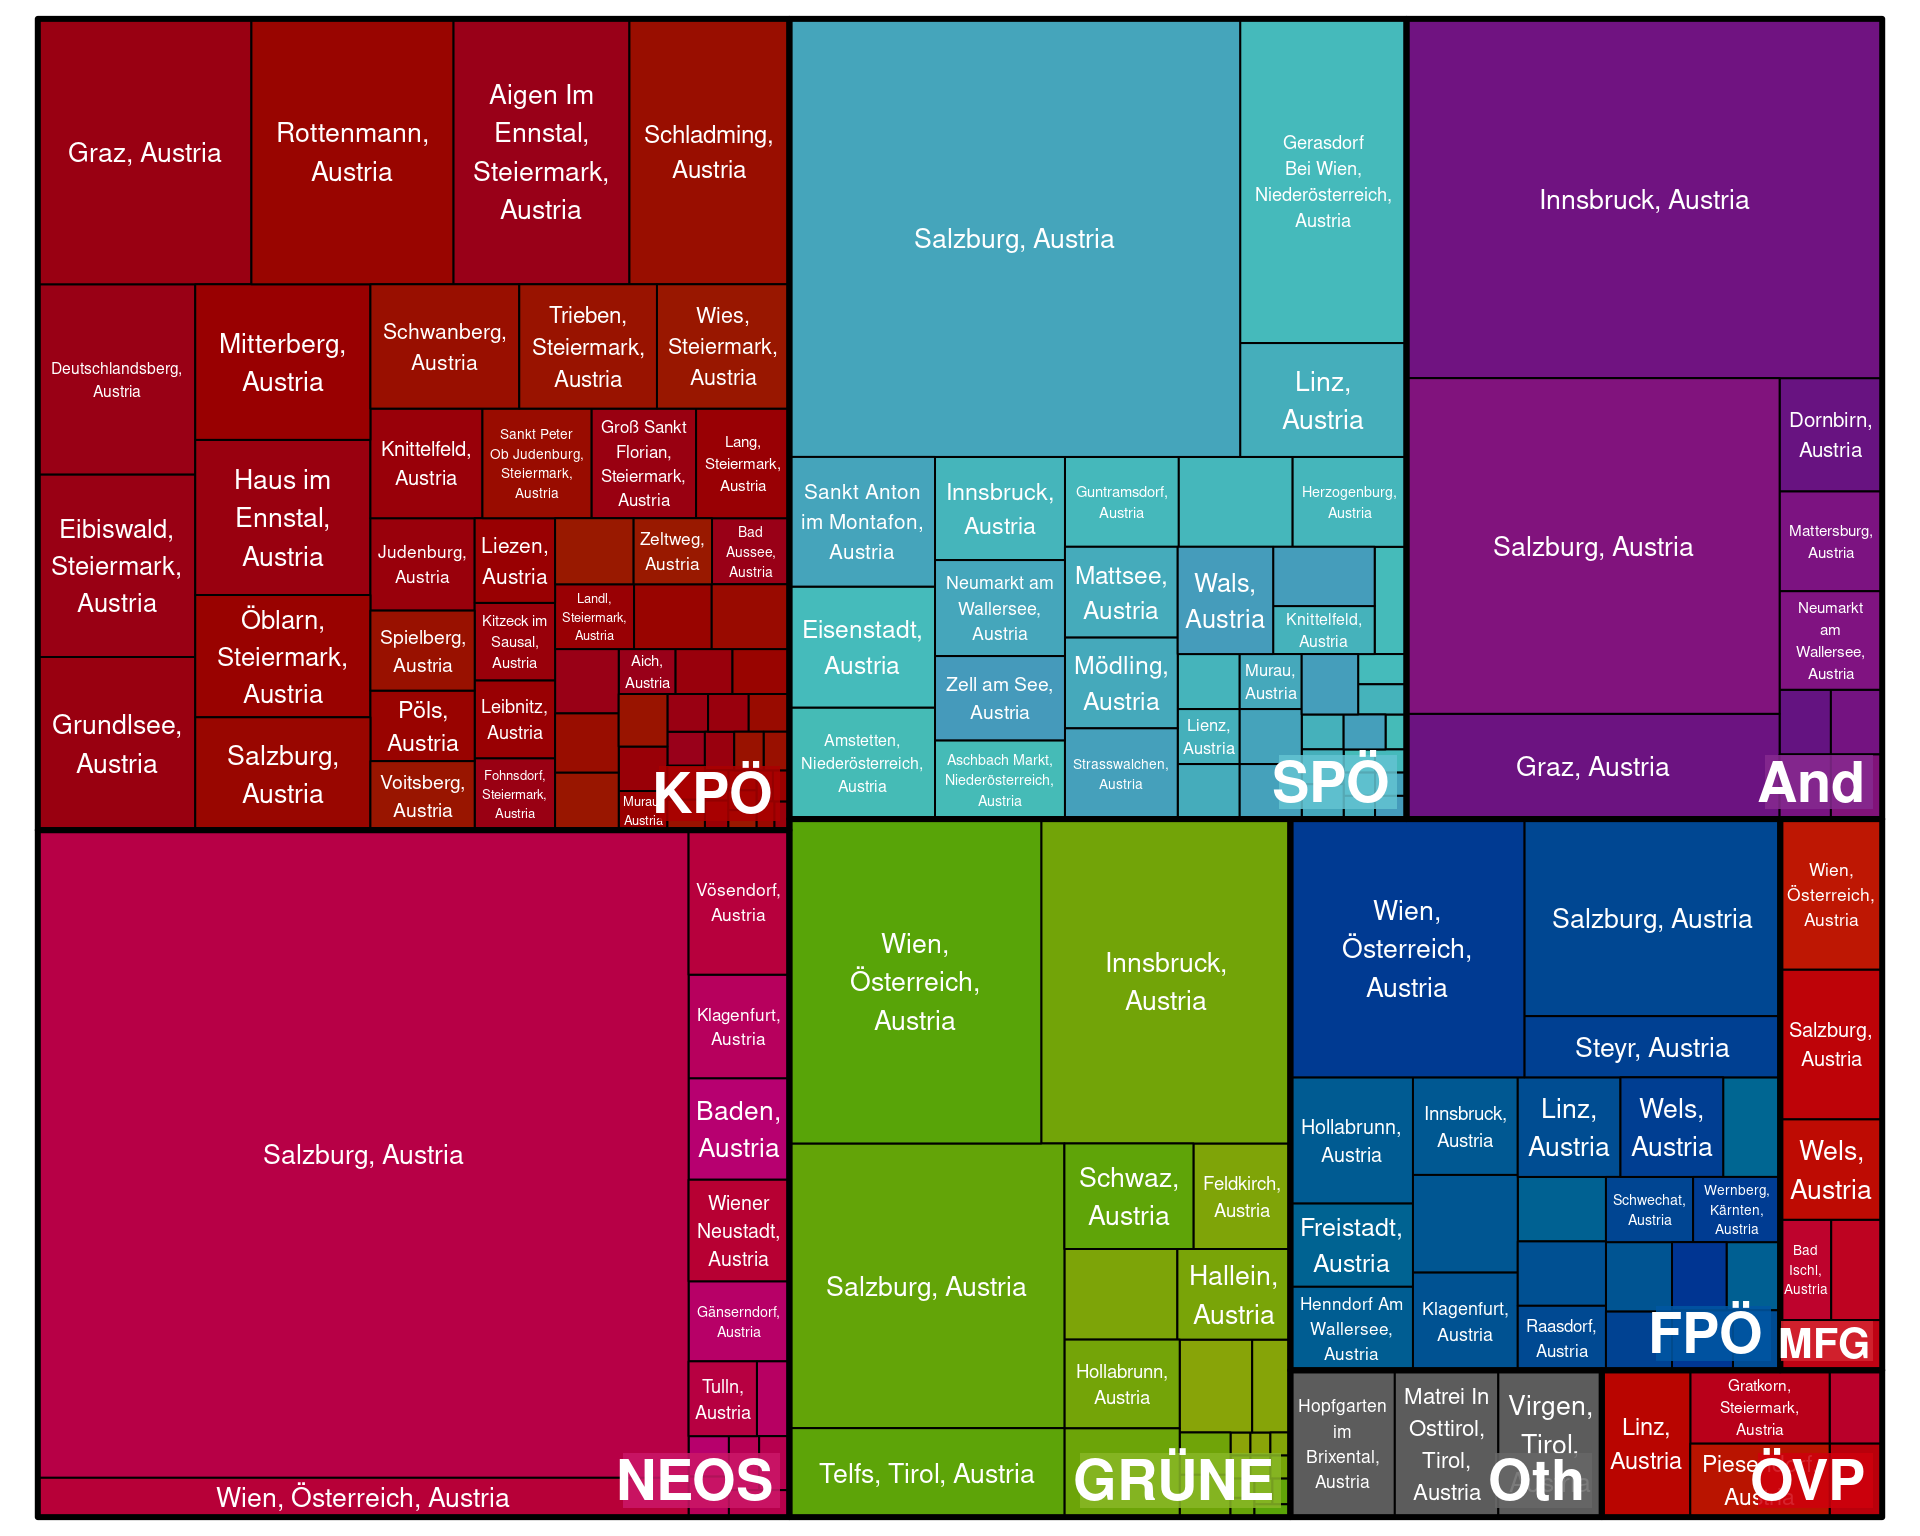 Graz, Austria
Rottenmann,
Austria
Aigen Im
Ennstal,
Steiermark,
Austria
Schladming,
Austria
Deutschlandsberg,
Austria
Mitterberg,
Austria
Schwanberg,
Austria
Trieben,
Steiermark,
Austria
Wies,
Steiermark,
Austria
Eibiswald,
Steiermark,
Austria
Haus im
Ennstal,
Austria
Knittelfeld,
Austria
Sankt Peter
Ob Judenburg,
Steiermark,
Austria
Groß Sankt
Florian,
Steiermark,
Austria
Lang,
Steiermark,
Austria
Judenburg,
Austria
Liezen,
Austria
Zeltweg,
Austria
Bad
Aussee,
Austria
Landl,
Steiermark,
Austria
Öblarn,
Steiermark,
Austria
Spielberg,
Austria
Kitzeck im
Sausal,
Austria
Aich,
Austria
Grundlsee,
Austria
Salzburg,
Austria
Pöls,
Austria
Leibnitz,
Austria
Voitsberg,
Austria
Fohnsdorf,
Steiermark,
Austria
Murau,
Austria
KPÖ
Salzburg, Austria
Gerasdorf
Bei Wien,
Niederösterreich,
Austria
Linz,
Austria
Sankt Anton
im Montafon,
Austria
Innsbruck,
Austria
Guntramsdorf,
Austria
Herzogenburg,
Austria
Neumarkt am
Wallersee,
Austria
Mattsee,
Austria
Wals,
Austria
Knittelfeld,
Austria
Eisenstadt,
Austria
Zell am See,
Austria
Mödling,
Austria
Murau,
Austria
Lienz,
Austria
Amstetten,
Niederösterreich,
Austria
Aschbach Markt,
Niederösterreich,
Austria
Strasswalchen,
Austria
SPÖ
Innsbruck, Austria
Salzburg, Austria
Dornbirn,
Austria
Mattersburg,
Austria
Neumarkt
am
Wallersee,
Austria
Graz, Austria
And
Salzburg, Austria
Vösendorf,
Austria
Klagenfurt,
Austria
Baden,
Austria
Wiener
Neustadt,
Austria
Gänserndorf,
Austria
Tulln,
Austria
Wien, Österreich, Austria
NEOS
Wien,
Österreich,
Austria
Innsbruck,
Austria
Salzburg, Austria
Schwaz,
Austria
Feldkirch,
Austria
Hallein,
Austria
Hollabrunn,
Austria
Telfs, Tirol, Austria
GRÜNE
Wien,
Österreich,
Austria
Salzburg, Austria
Steyr, Austria
Hollabrunn,
Austria
Innsbruck,
Austria
Linz,
Austria
Wels,
Austria
Schwechat,
Austria
Wernberg,
Kärnten,
Austria
Freistadt,
Austria
Henndorf Am
Wallersee,
Austria
Klagenfurt,
Austria
Raasdorf,
Austria
FPÖ
Wien,
Österreich,
Austria
Salzburg,
Austria
Wels,
Austria
Bad
Ischl,
Austria
MFG
Hopfgarten
im
Brixental,
Austria
Matrei In
Osttirol,
Tirol,
Austria
Virgen,
Tirol,
Austria
Oth
Linz,
Austria
Gratkorn,
Steiermark,
Austria
ÖVP